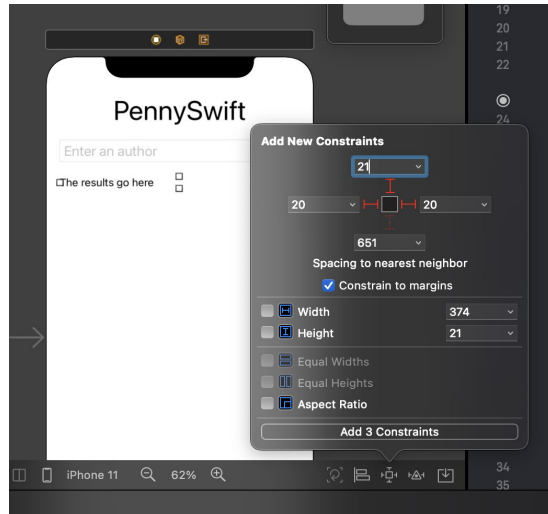 19
20
21
22
24
PennySwift
Enter an author
The results go here
Add New Constraints
21
20
20
651
Spacing to nearest neighbor
Constrain to margins
Width
374
Height
21
Equal Widths
Equal Heights
Aspect Ratio
Add 3 Constraints
iPhone 11
62%
34
35